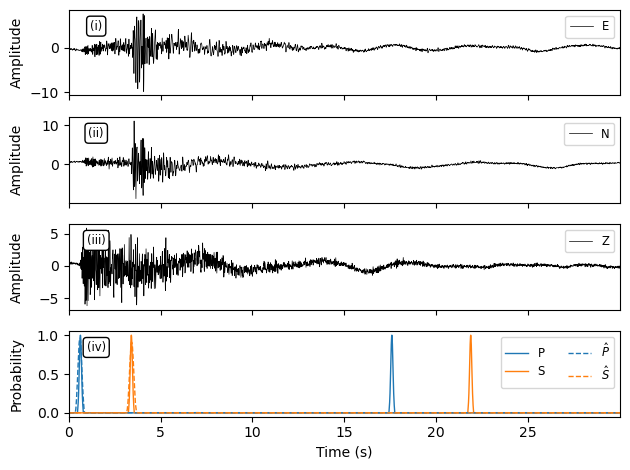 Amplitude
(i)
E
0
−10
Amplitude
(ii)
N
10
0
Amplitude
(iii)
Z
5
0
−5
Probability
(iv)
P
S
P̂
Ŝ
1.0
0.5
0.0
0 5 10 15 20 25
Time (s)